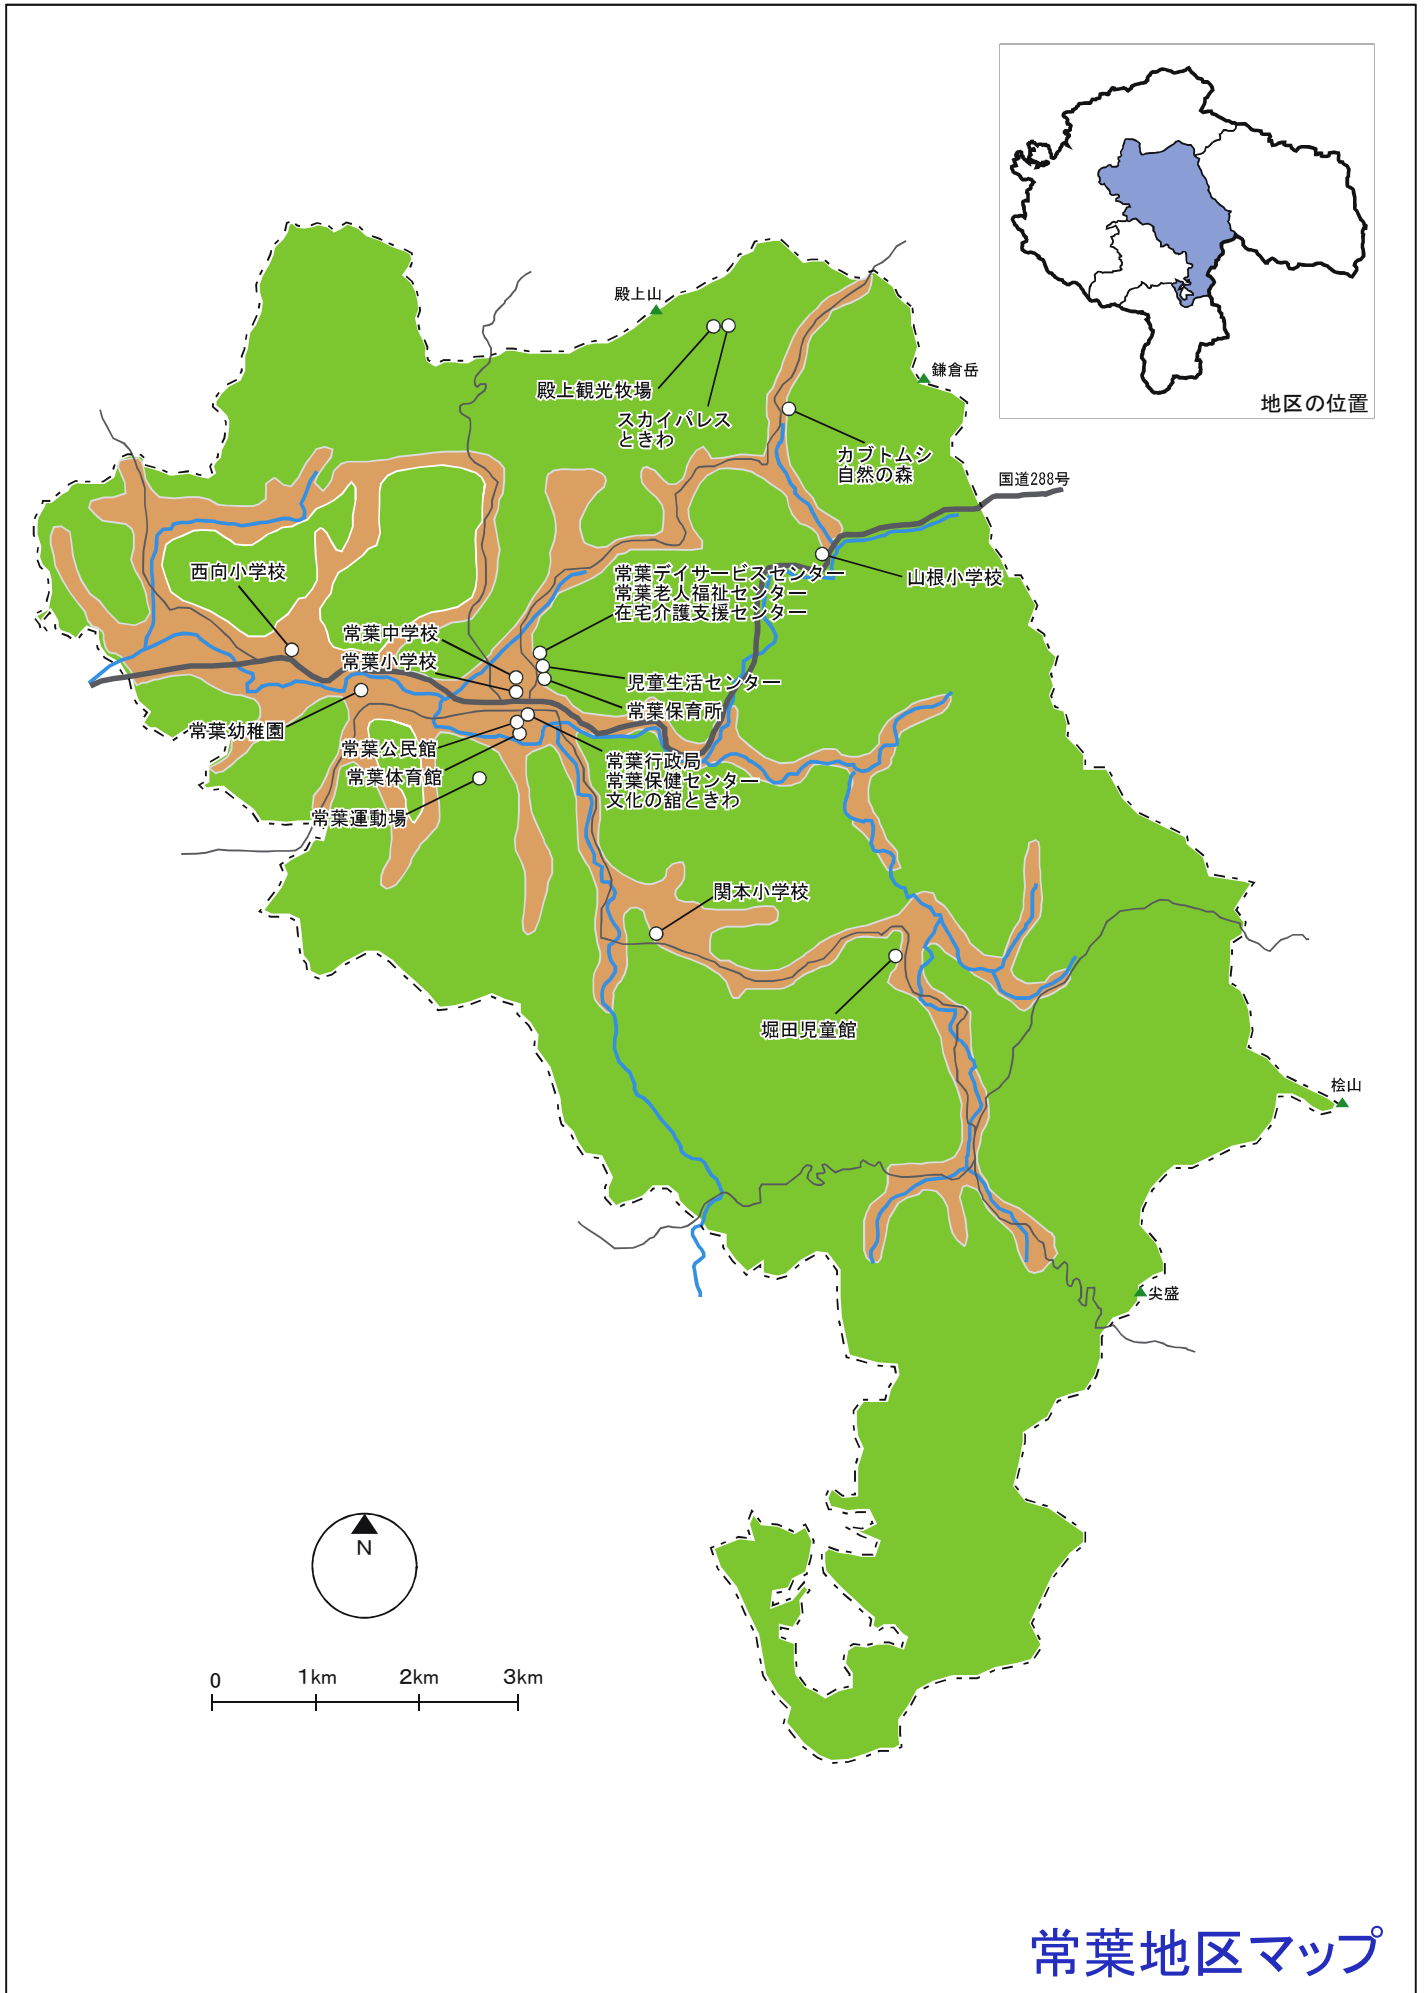 地区の位置
殿上山
鎌倉岳
殿上観光牧場
スカイパレス
ときわ
カブトムシ
自然の森
国道288号
西向小学校
常葉デイサービスセンター
常葉老人福祉センター
在宅介護支援センター
山根小学校
常葉中学校
常葉小学校
児童生活センター
常葉保育所
常葉幼稚園
常葉公民館
常葉体育館
常葉運動場
常葉行政局
常葉保健センター
文化の舘ときわ
関本小学校
堀田児童館
桧山
尖盛
N
0
1km
2km
3km
常葉地区マップ